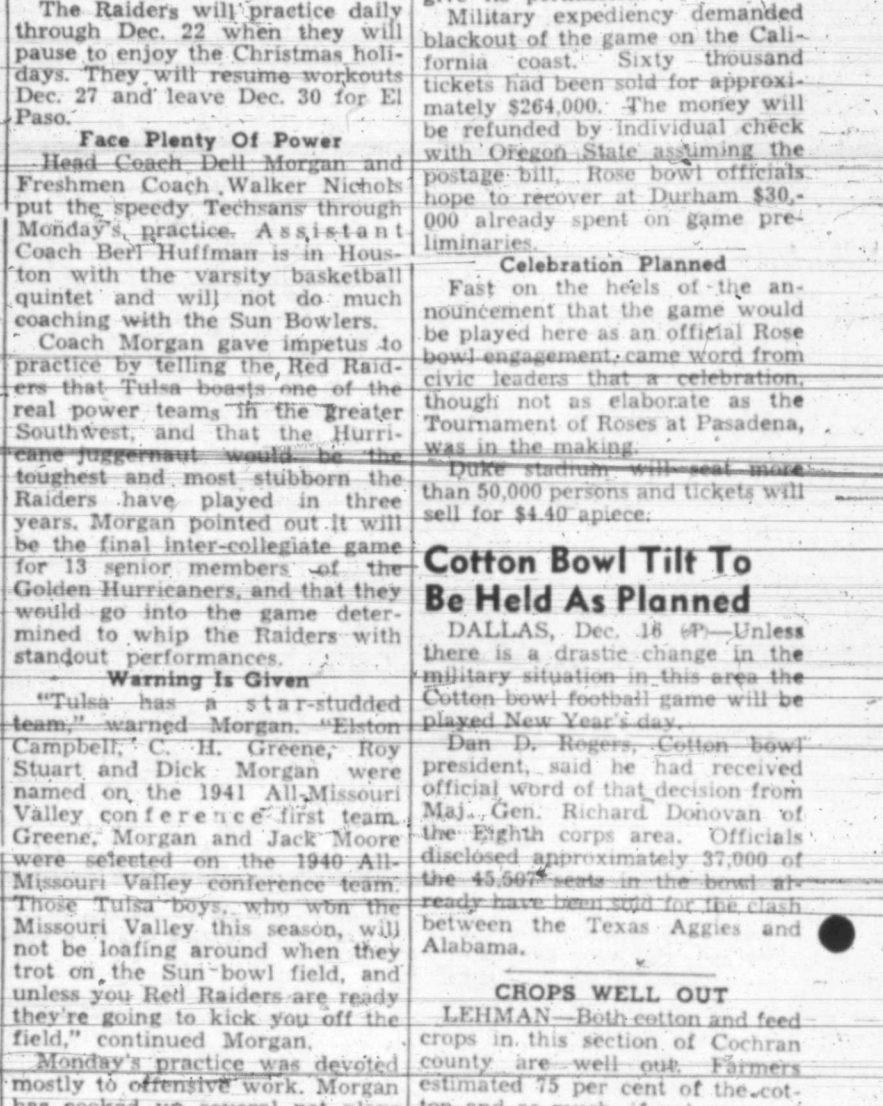 The Raiders will practice daily
through Dec. 22 when they will
pause to enjoy the Christmas holi-
days. They will resume workouts
Dec. 27 and leave Dec. 30 for El
Paso.
Face Plenty Of Power
Head Coach Dell Morgan and
Freshmen Coach Walker Nichols
put the speedy Techsans through
Monday's practice. Assistant
Coach Berl Huffman is in Hous-
ton with the varsity basketball
quintet and will not do much
coaching with the Sun Bowlers.
Coach Morgan gave impetus to
practice by telling the Red Raid-
ers that Tulsa boasts one of the
real power teams in the greater
Southwest, and that the Hurri-
cane juggernaut would be the
toughest and most stubborn the
Raiders have played in three
years. Morgan pointed out it will
be the final inter-collegiate game
for 13 senior members of the
Golden Hurricaners, and that they
would go into the game deter-
mined to whip the Raiders with
standout performances.
Warning Is Given
"Tulsa has a star-studded
team," warned Morgan. "Elston
Campbell, C. H. Greene, Roy
Stuart and Dick Morgan were
named on the 1941 All-Missouri
Valley conference first team.
Greene, Morgan and Jack Moore
were selected on the 1940 All-
Missouri Valley conference team.
Those Tulsa boys, who won the
Missouri Valley this season, will
not be loafing around when they
trot on the Sun bowl field, and
unless you Red Raiders are ready
they're going to kick you off the
field," continued Morgan.
Monday's practice was devoted
mostly to offensive work. Morgan
Military expediency demanded
blackout of the game on the Cali-
fornia coast. Sixty thousand
tickets had been sold for approxi-
mately $264,000. The money will
be refunded by individual check
with Oregon State assuming the
postage bill. Rose bowl officials
hope to recover at Durham $30,-
000 already spent on game pre-
liminaries.
Celebration Planned
Fast on the heels of the an-
nouncement that the game would
be played here as an official Rose
bowl engagement, came word from
civic leaders that a celebration,
though not as elaborate as the
Tournament of Roses at Pasadena,
was in the making.
Duke stadium will seat more
than 50,000 persons and tickets will
sell for $4.40 apiece.
Cotton Bowl Tilt To
Be Held As Planned
DALLAS, Dec. 16 (AP)—Unless
there is a drastic change in the
military situation in this area the
Cotton bowl football game will be
played New Year's day.
Dan D. Rogers, Cotton bowl
president, said he had received
official word of that decision from
Maj. Gen. Richard Donovan of
the Eighth corps area. Officials
disclosed approximately 37,000 of
the 45,507 seats in the bowl al-
ready have been sold for the clash
between the Texas Aggies and
Alabama.
CROPS WELL OUT
LEHMAN—Both cotton and feed
crops in this section of Cochran
county are well out. Farmers
estimated 75 per cent of the cot-